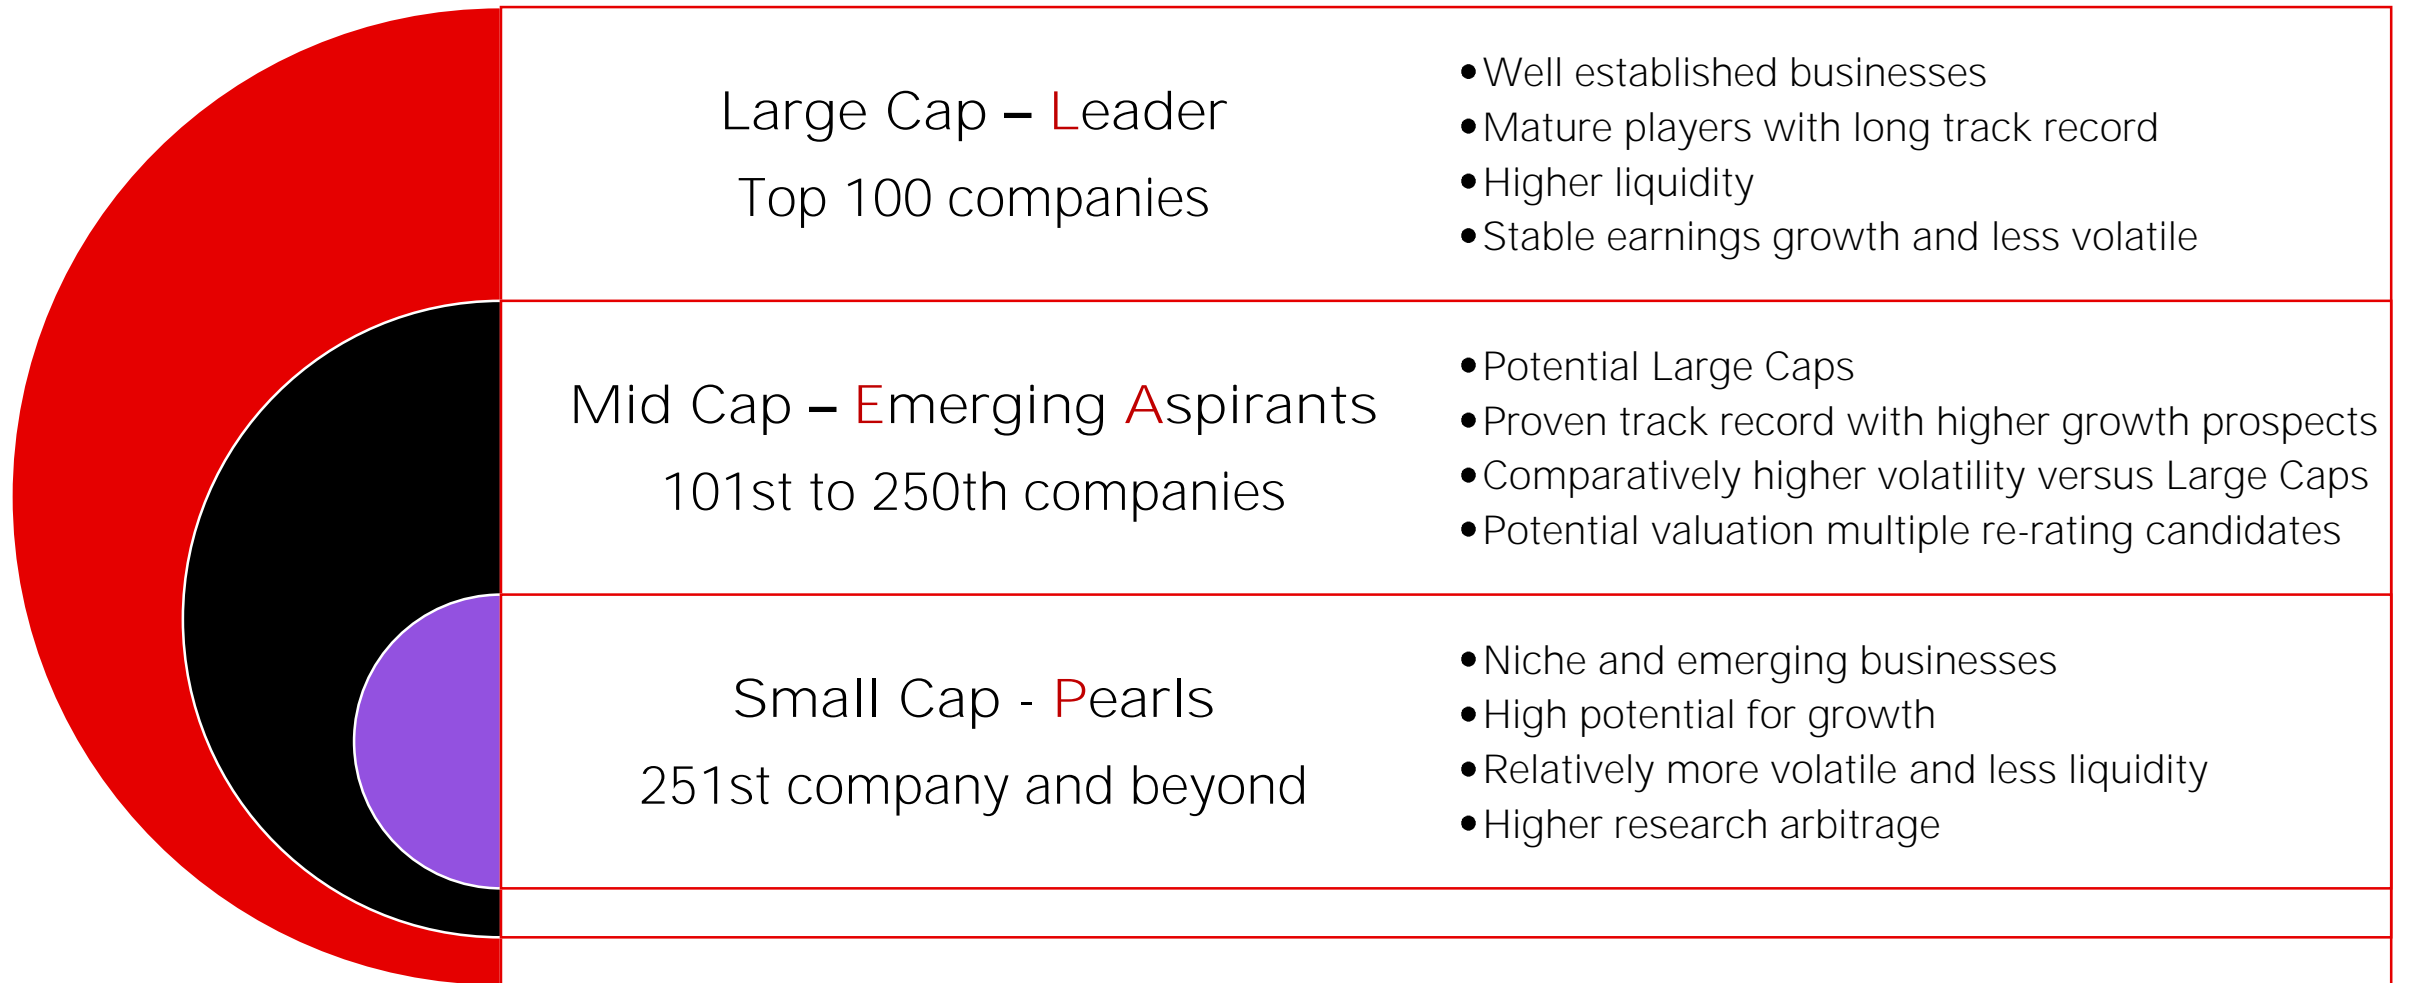 Large Cap – Leader
Top 100 companies
•Well established businesses
•Mature players with long track record
•Higher liquidity
•Stable earnings growth and less volatile
Mid Cap – Emerging Aspirants
101st to 250th companies
•Potential Large Caps
•Proven track record with higher growth prospects
•Comparatively higher volatility versus Large Caps
•Potential valuation multiple re-rating candidates
Small Cap - Pearls
251st company and beyond
•Niche and emerging businesses
•High potential for growth
•Relatively more volatile and less liquidity
•Higher research arbitrage